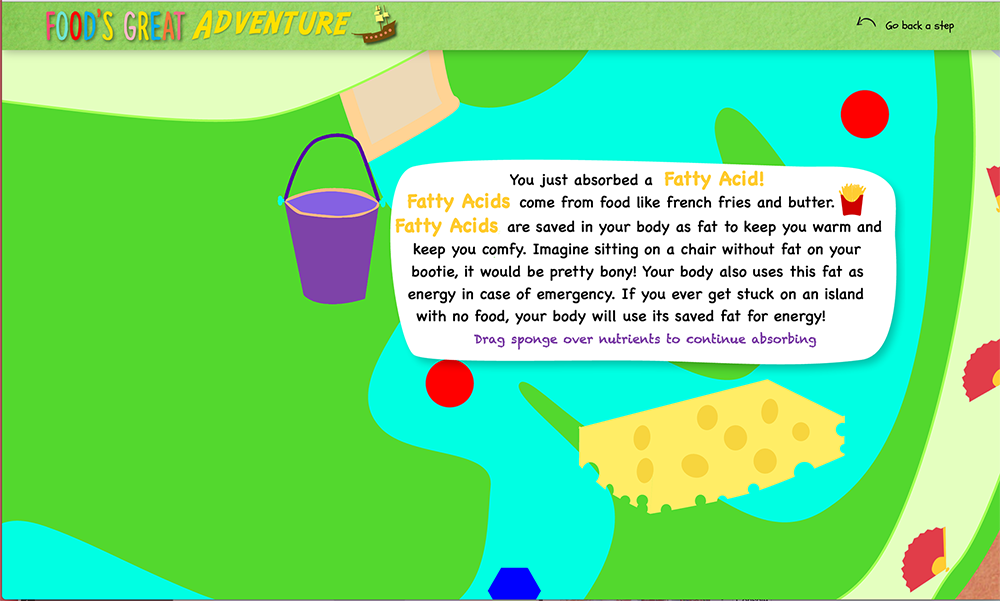 FOOD'S GREAT ADVENTURE
Go back a step
You just absorbed a Fatty Acid!
Fatty Acids come from food like french fries and butter.
Fatty Acids are saved in your body as fat to keep you warm and
keep you comfy. Imagine sitting on a chair without fat on your
bootie, it would be pretty bony! Your body also uses this fat as
energy in case of emergency. If you ever get stuck on an island
with no food, your body will use its saved fat for energy!
Drag sponge over nutrients to continue absorbing